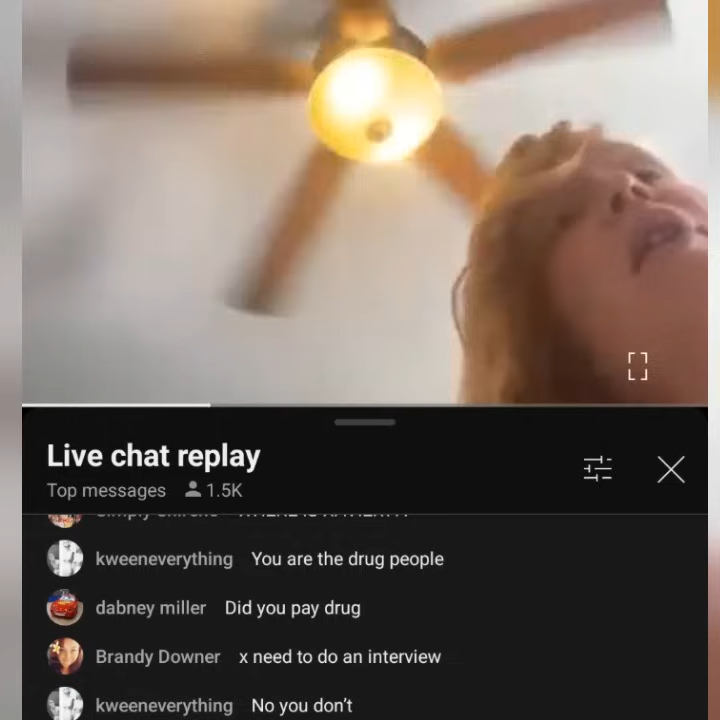 Live chat replay
Top messages 1.5K
kweeneverything You are the drug people
dabney miller Did you pay drug
Brandy Downer x need to do an interview
kweeneverything No you don't